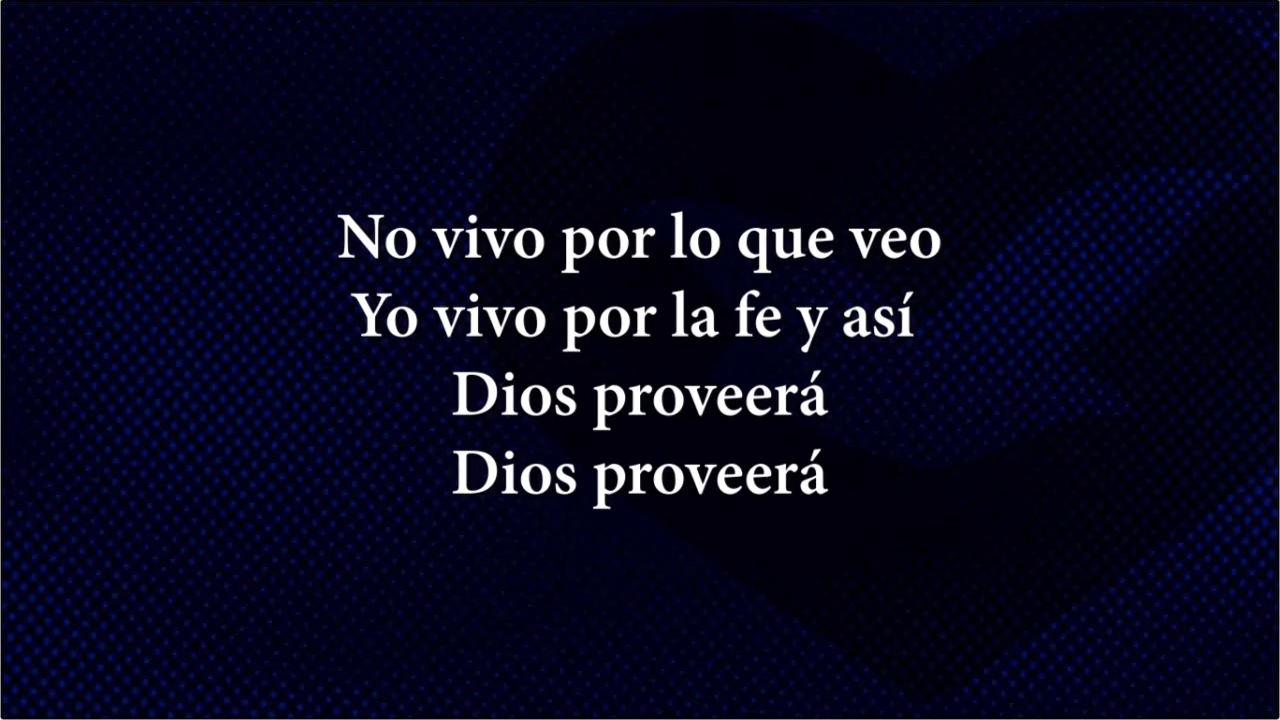 No vivo por lo que veo
Yo vivo por la fe y así
Dios proveerá
Dios proveerá